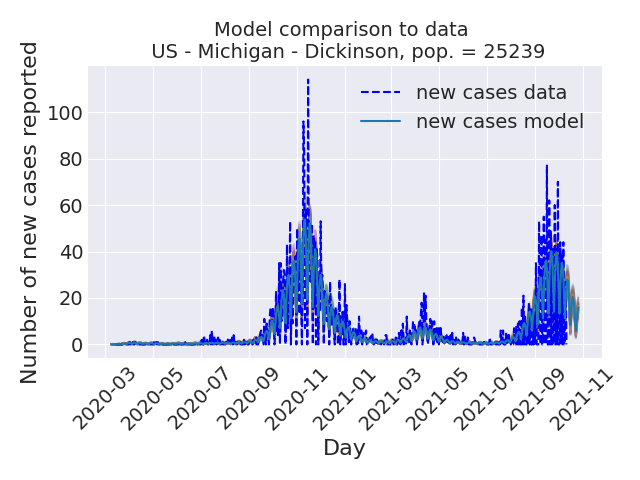 Model comparison to data
US - Michigan - Dickinson, pop. = 25239
Number of new cases reported
100
80
60
40
20
0
new cases data
new cases model
2020-03
2020-05
2020-07
2020-09
2020-11
2021-01
2021-03
2021-05
2021-07
2021-09
2021-11
Day